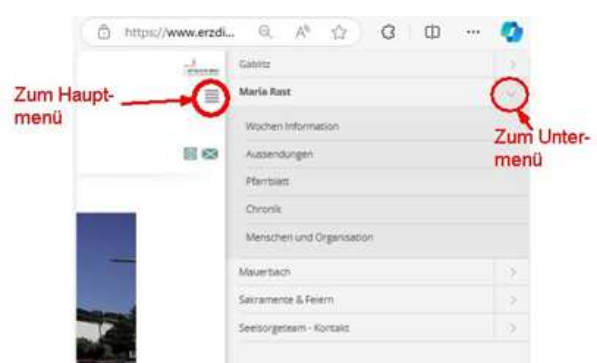 https://www.erzdi...
Gablitz
Maria Rast
Zum Haupt-
menü
Wochen Information
Zum Unter-
menü
Aussendungen
Pfarrblatt
Chronik
Menschen und Organisation
Mauerbach
Sakramente & Feiern
Seelsorgeteam - Kontakt